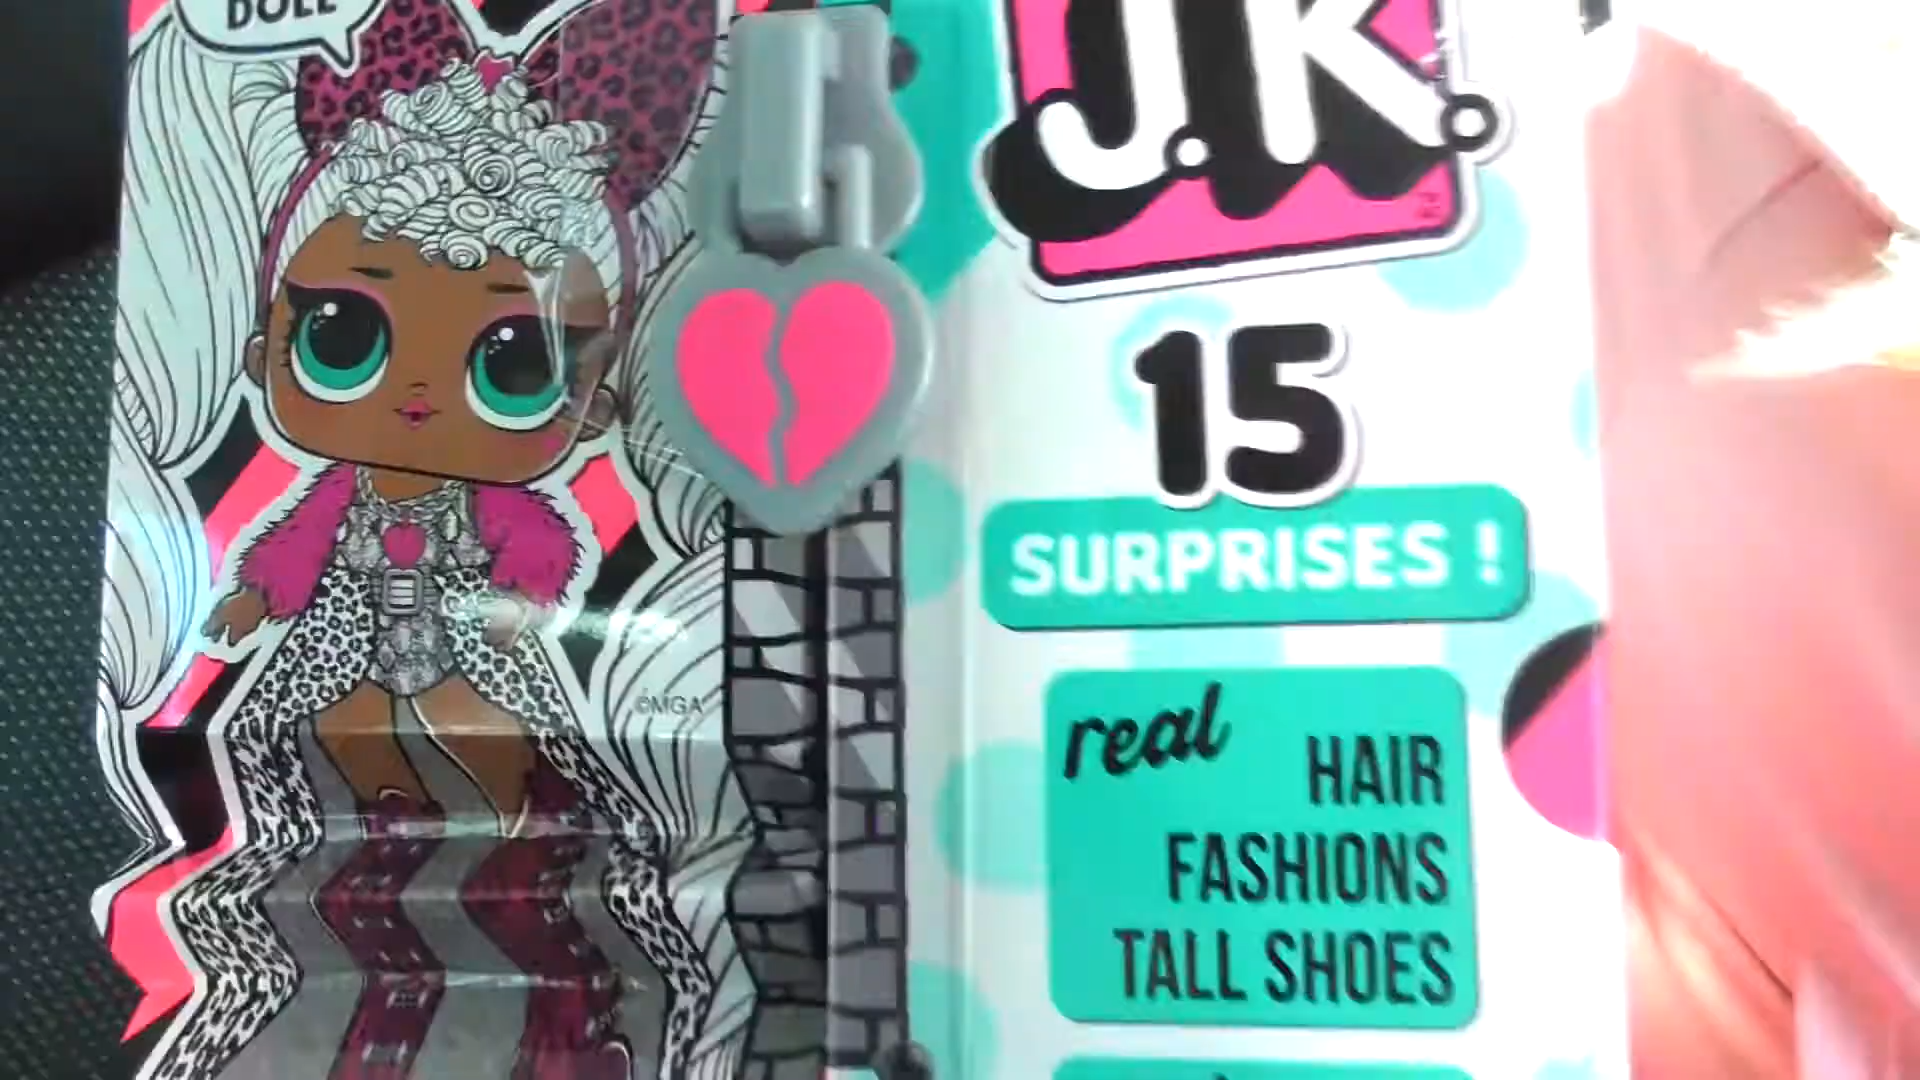 DOLL
J.K.
15
SURPRISES !
real
HAIR
FASHIONS
TALL SHOES
©MGA